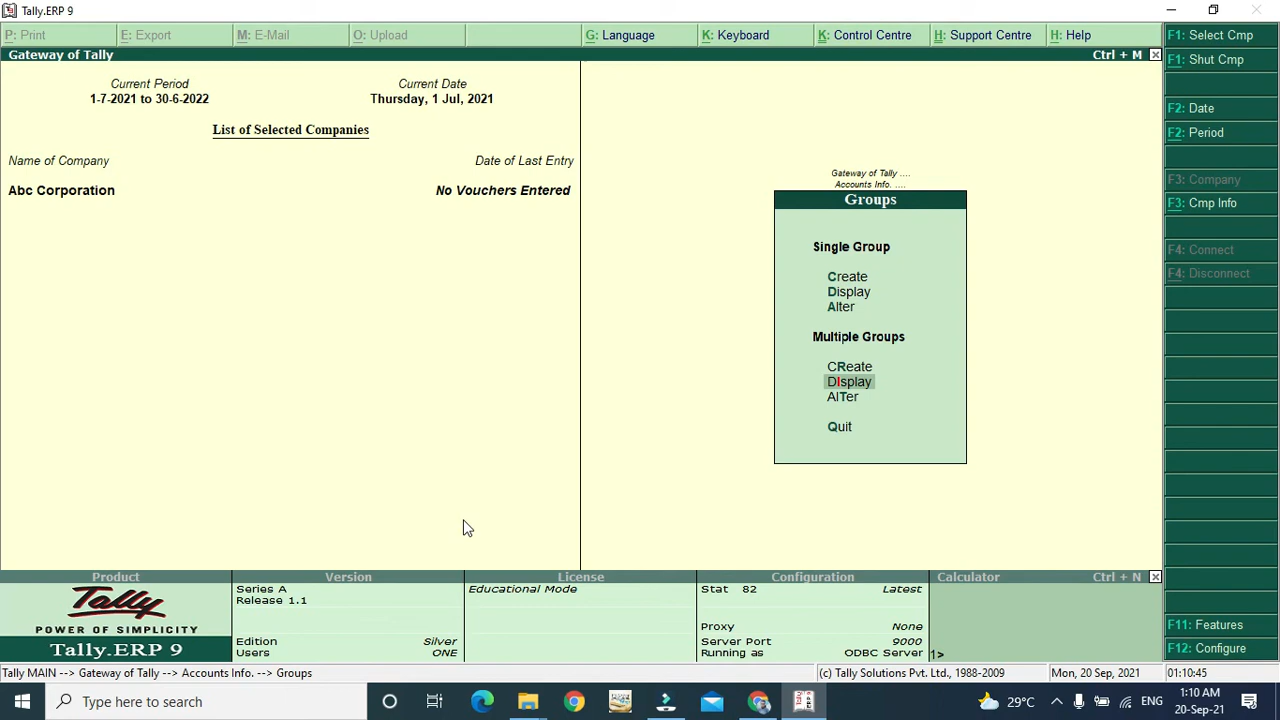 Tally.ERP 9
P: Print E: Export M: E-Mail O: Upload G: Language K: Keyboard K: Control Centre H: Support Centre H: Help
Gateway of Tally Ctrl + M
Current Period Current Date
1-7-2021 to 30-6-2022 Thursday, 1 Jul, 2021
List of Selected Companies
Name of Company Date of Last Entry
Abc Corporation No Vouchers Entered
Gateway of Tally ....
Accounts Info. ....
Groups
Single Group
Create
Display
Alter
Multiple Groups
CReate
DIsplay
AlTer
Quit
F1: Select Cmp
F1: Shut Cmp
F2: Date
F2: Period
F3: Company
F3: Cmp Info
F4: Connect
F4: Disconnect
F11: Features
F12: Configure
Product Version License Configuration Calculator Ctrl + N
Tally
POWER OF SIMPLICITY
Tally.ERP 9
Series A
Release 1.1
Edition Silver
Users ONE
Educational Mode
Stat 82 Latest
Proxy None
Server Port 9000
Running as ODBC Server
1>
Tally MAIN --> Gateway of Tally --> Accounts Info. --> Groups (c) Tally Solutions Pvt. Ltd., 1988-2009 Mon, 20 Sep, 2021 01:10:45
Type here to search 29°C ENG 1:10 AM
20-Sep-21